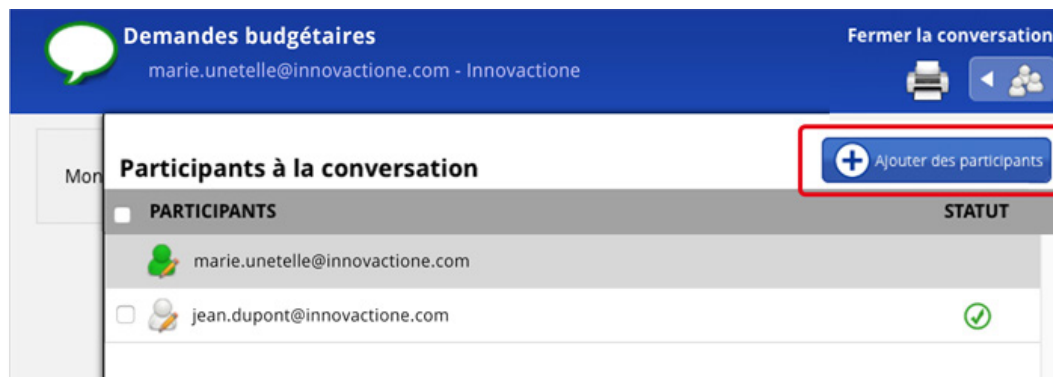 Demandes budgétaires
Fermer la conversation
marie.unetelle@innovactione.com - Innovactione
Mon
Participants à la conversation
Ajouter des participants
PARTICIPANTS
STATUT
marie.unetelle@innovactione.com
jean.dupont@innovactione.com